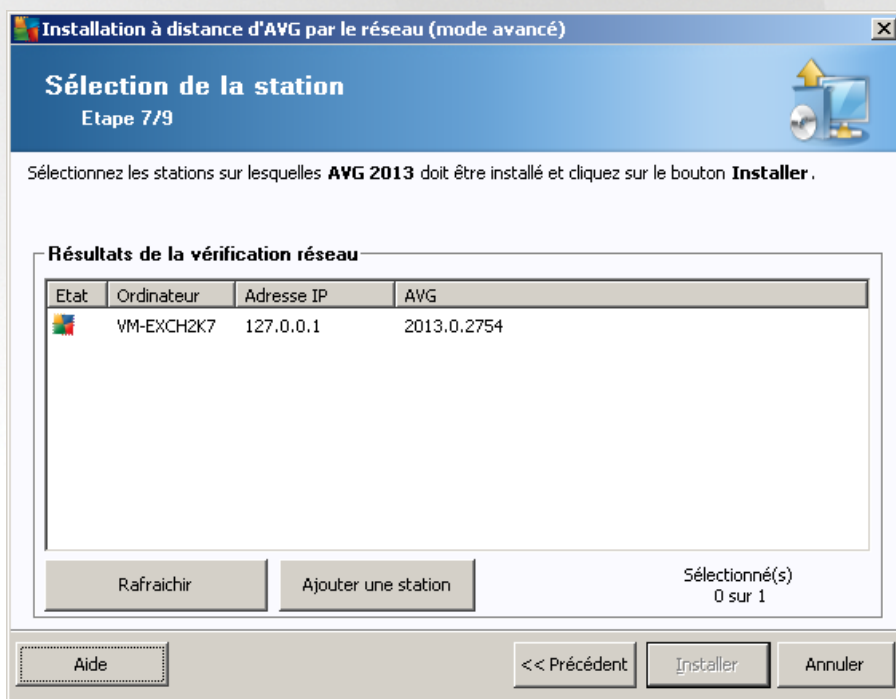 Installation à distance d'AVG par le réseau (mode avancé)
Sélection de la station
Etape 7/9
Sélectionnez les stations sur lesquelles AVG 2013 doit être installé et cliquez sur le bouton Installer.
Résultats de la vérification réseau
Etat Ordinateur Adresse IP AVG
VM-EXCH2K7 127.0.0.1 2013.0.2754
Rafraichir Ajouter une station
Sélectionné(s)
0 sur 1
Aide << Précédent Installer Annuler